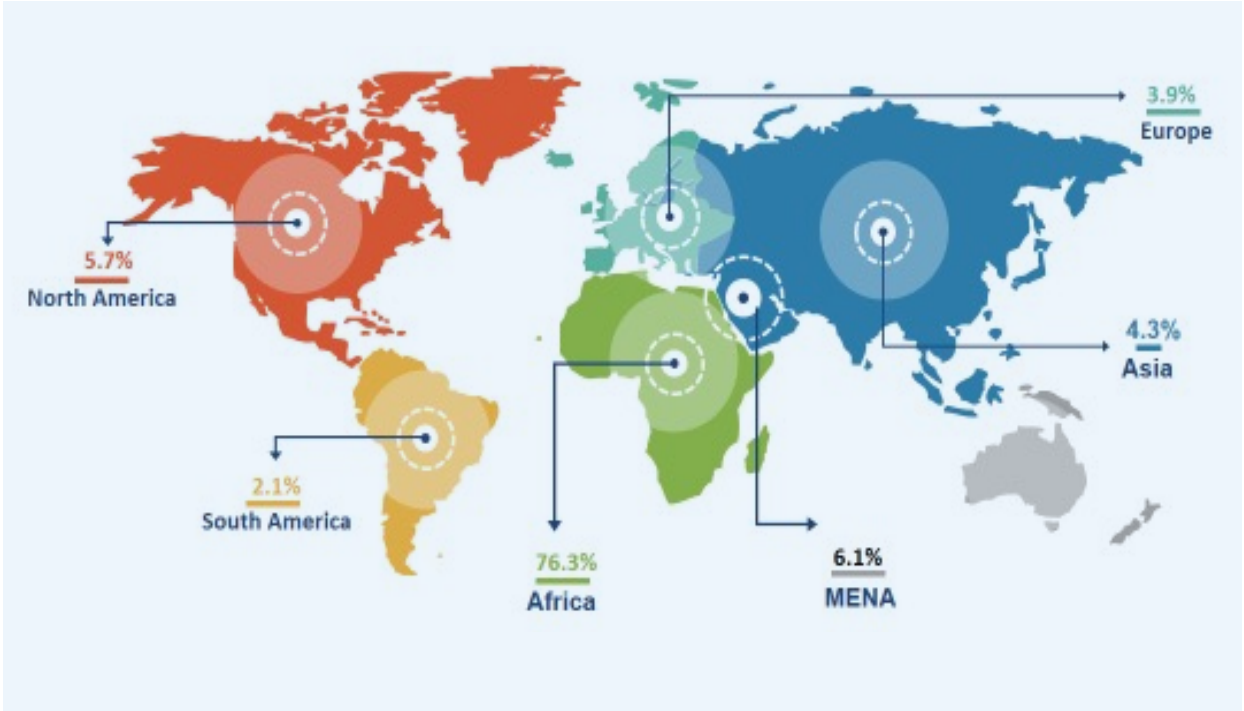 3.9%
Europe
5.7%
North America
4.3%
Asia
2.1%
South America
76.3%
Africa
6.1%
MENA